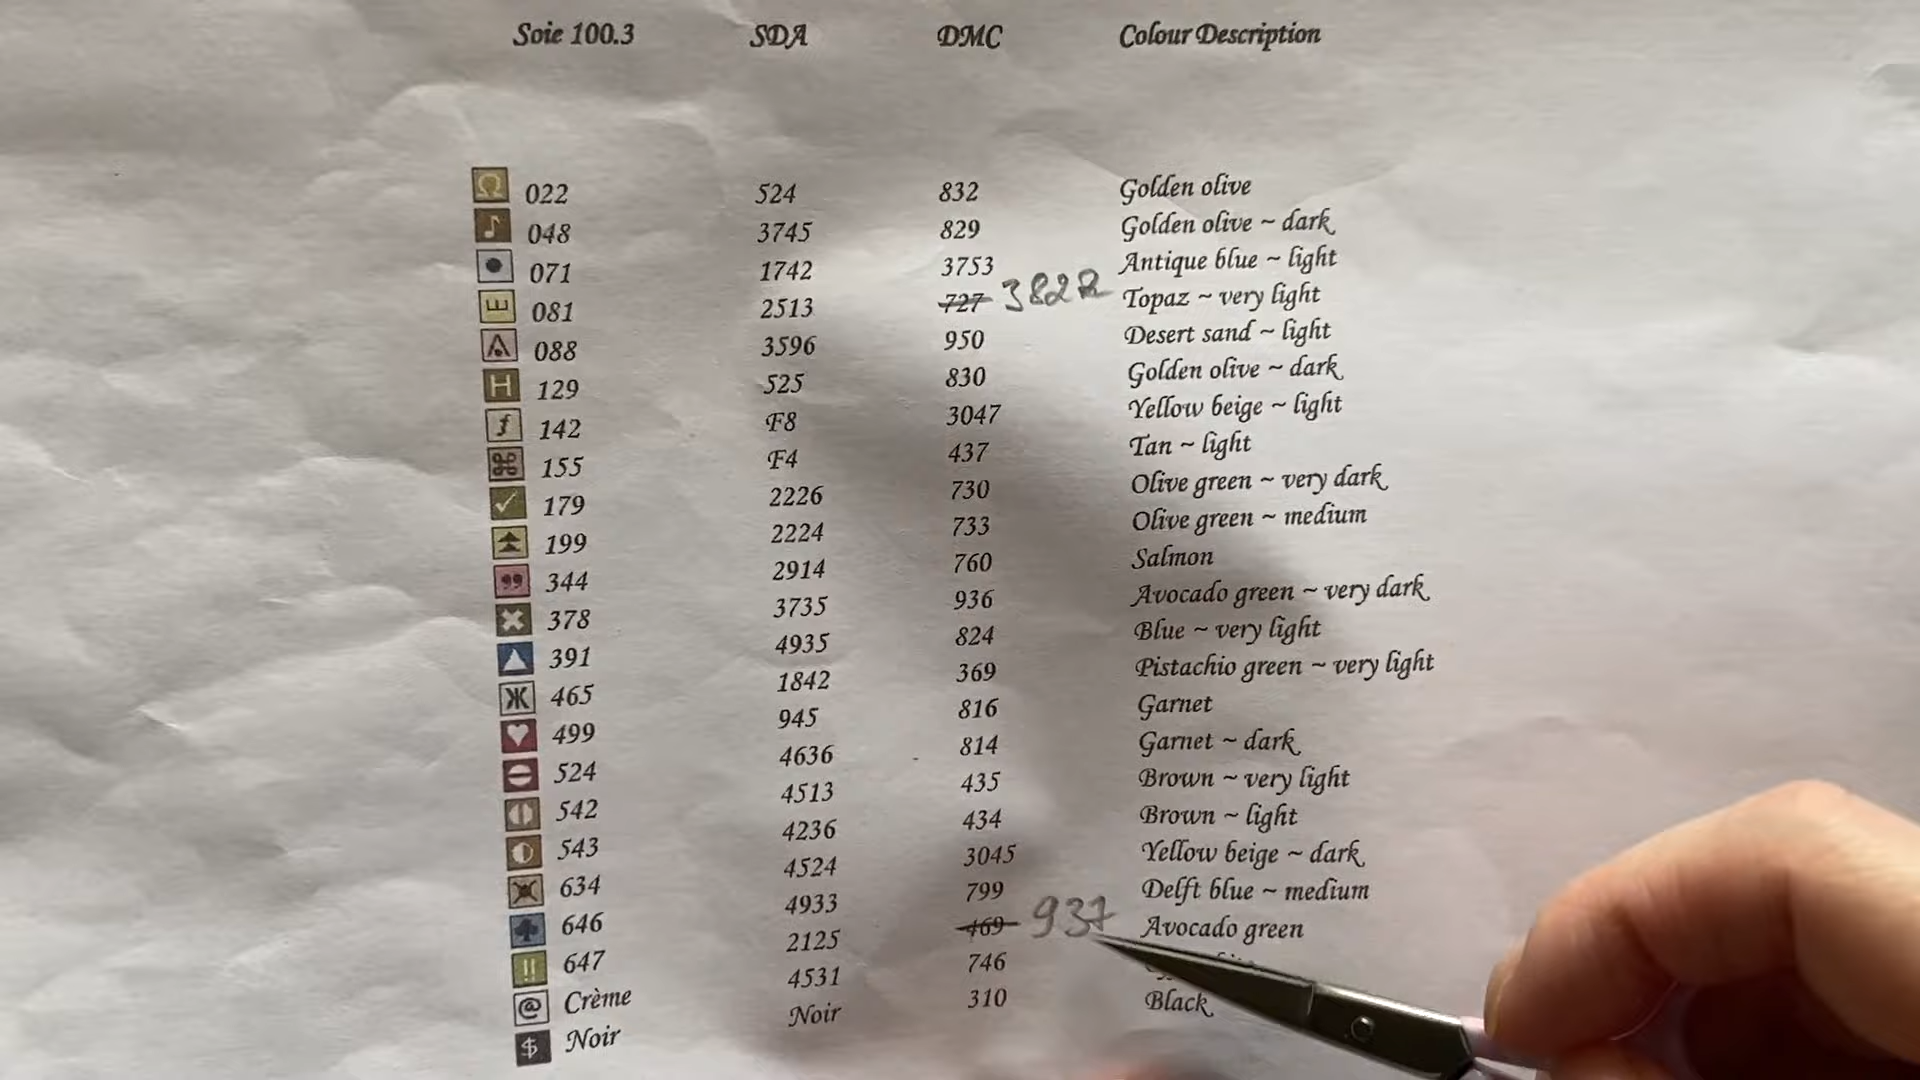 Soie 100.3 SDA DMC Colour Description
022 524 832 Golden olive
048 3745 829 Golden olive ~ dark
071 1742 3753 Antique blue ~ light
081 2513 727 3822 Topaz ~ very light
088 3596 950 Desert sand ~ light
129 525 830 Golden olive ~ dark
142 F8 3047 Yellow beige ~ light
155 F4 437 Tan ~ light
179 2226 730 Olive green ~ very dark
199 2224 733 Olive green ~ medium
344 2914 760 Salmon
378 3735 936 Avocado green ~ very dark
391 4935 824 Blue ~ very light
465 1842 369 Pistachio green ~ very light
499 945 816 Garnet
524 4636 814 Garnet ~ dark
542 4513 435 Brown ~ very light
543 4236 434 Brown ~ light
634 4524 3045 Yellow beige ~ dark
646 4933 799 Delft blue ~ medium
647 2125 469 937 Avocado green
Crème 4531 746
Noir Noir 310 Black